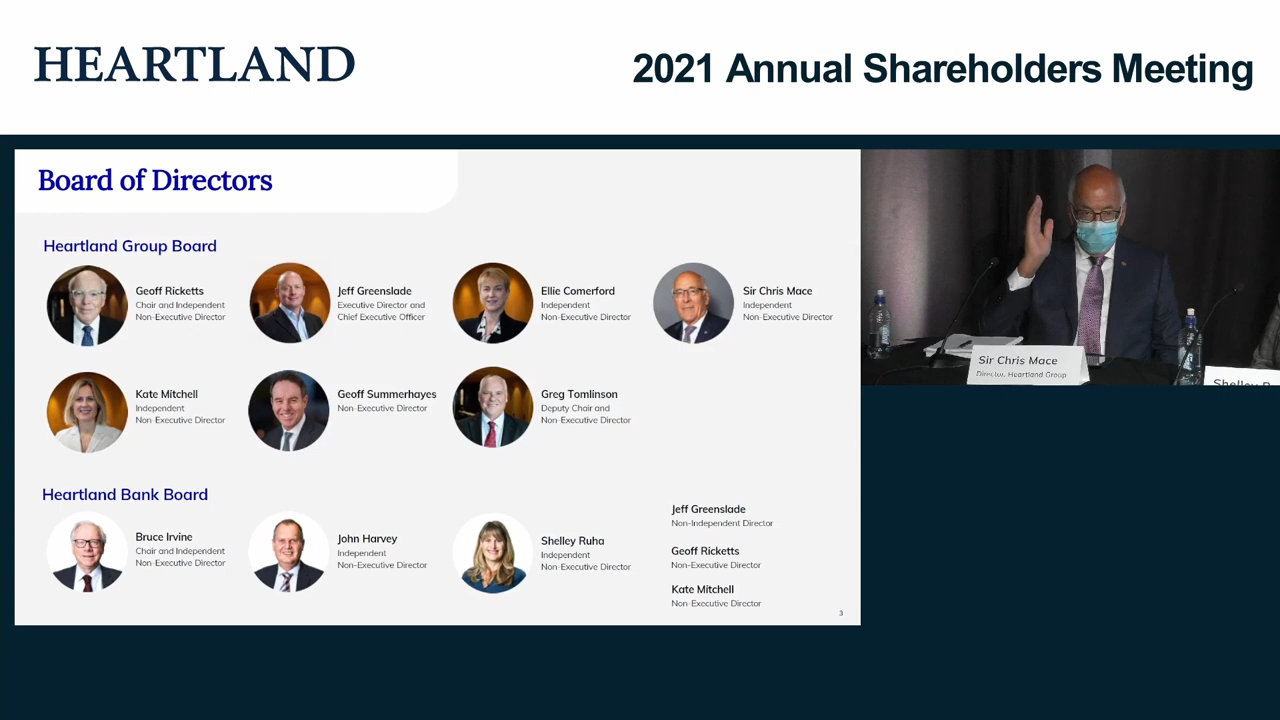 HEARTLAND
2021 Annual Shareholders Meeting
Board of Directors
Heartland Group Board
Geoff Ricketts
Chair and Independent
Non-Executive Director
Jeff Greenslade
Executive Director and
Chief Executive Officer
Ellie Comerford
Independent
Non-Executive Director
Sir Chris Mace
Independent
Non-Executive Director
Kate Mitchell
Independent
Non-Executive Director
Geoff Summerhayes
Non-Executive Director
Greg Tomlinson
Deputy Chair and
Non-Executive Director
Heartland Bank Board
Bruce Irvine
Chair and Independent
Non-Executive Director
John Harvey
Independent
Non-Executive Director
Shelley Ruha
Independent
Non-Executive Director
Jeff Greenslade
Non-Independent Director
Geoff Ricketts
Non-Executive Director
Kate Mitchell
Non-Executive Director
3
Sir Chris Mace
Director, Heartland Group
Shelley R